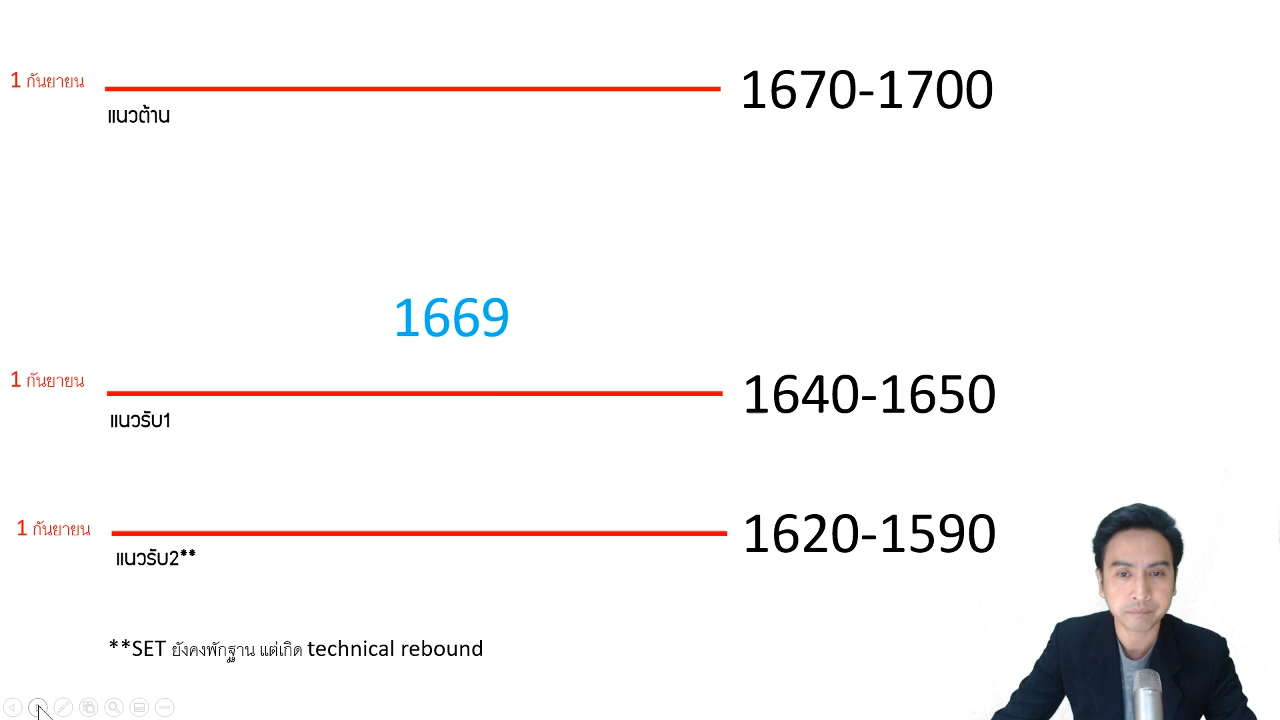 1 กันยายน
1670-1700
แนวต้าน
1669
1 กันยายน
1640-1650
แนวรับ1
1 กันยายน
1620-1590
แนวรับ2**
**SET ยังคงพักฐาน แต่เกิด technical rebound